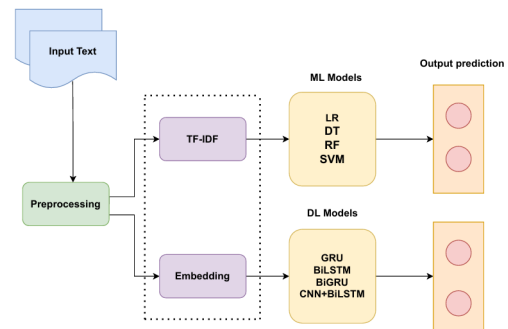 Input Text
Output prediction
ML Models
TF-IDF
LR
DT
RF
SVM
Preprocessing
DL Models
Embedding
GRU
BiLSTM
BiGRU
CNN+BiLSTM